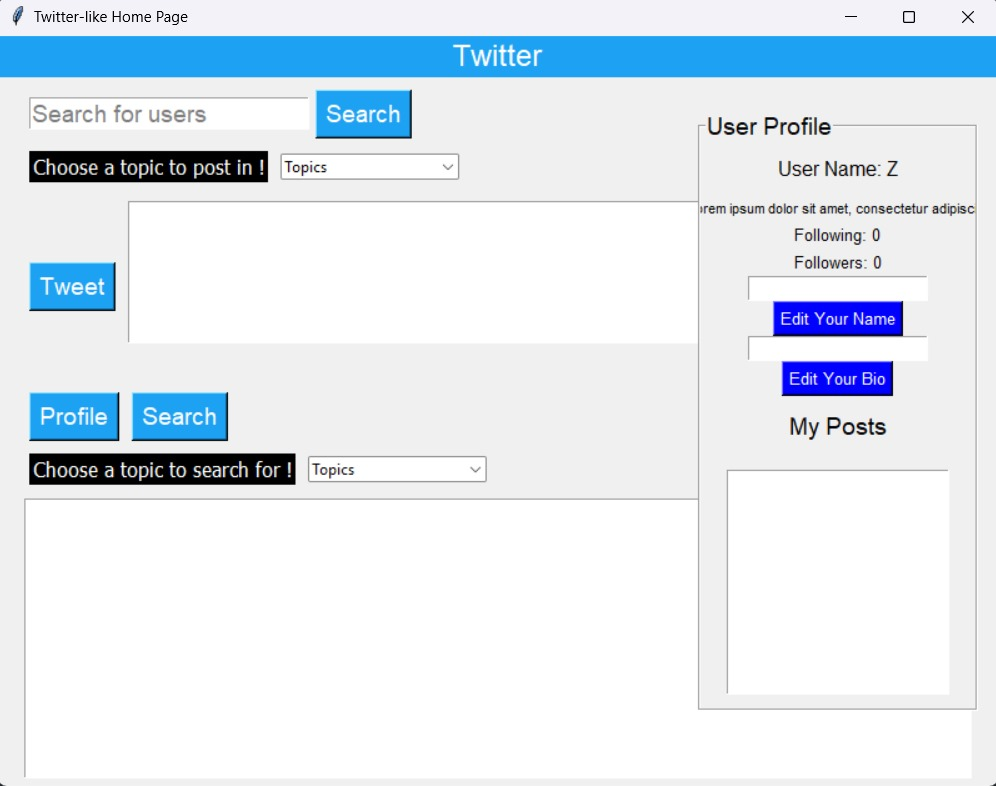 Twitter-like Home Page
Twitter
Search for users
Search
Choose a topic to post in !
Topics
Tweet
Profile
Search
Choose a topic to search for !
Topics
User Profile
User Name: Z
orem ipsum dolor sit amet, consectetur adipisc
Following: 0
Followers: 0
Edit Your Name
Edit Your Bio
My Posts